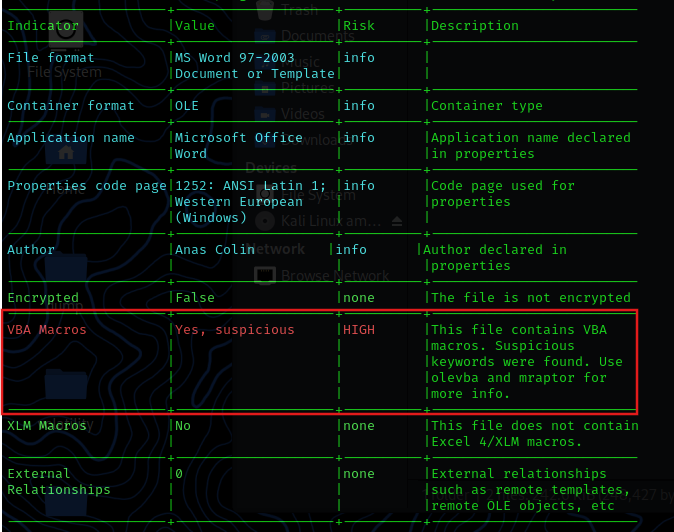 Indicator |Value |Risk |Description
File format |MS Word 97-2003 |info |
|Document or Template| |
Container format |OLE |info |Container type
Application name |Microsoft Office |info |Application name declared
|Word | |in properties
Properties code page|1252: ANSI Latin 1; |info |Code page used for
|Western European | |properties
|(Windows) | |
Author |Anas Colin |info |Author declared in
| | |properties
Encrypted |False |none |The file is not encrypted
VBA Macros |Yes, suspicious |HIGH |This file contains VBA
| | |macros. Suspicious
| | |keywords were found. Use
| | |olevba and mraptor for
| | |more info.
XLM Macros |No |none |This file does not contain
| | |Excel 4/XLM macros.
External |0 |none |External relationships
Relationships | | |such as remote templates,
| | |remote OLE objects, etc
Trash
File System
Documents
Music
Pictures
Videos
Home
Devices
File System
Kali Linux am...
Network
Browse Network